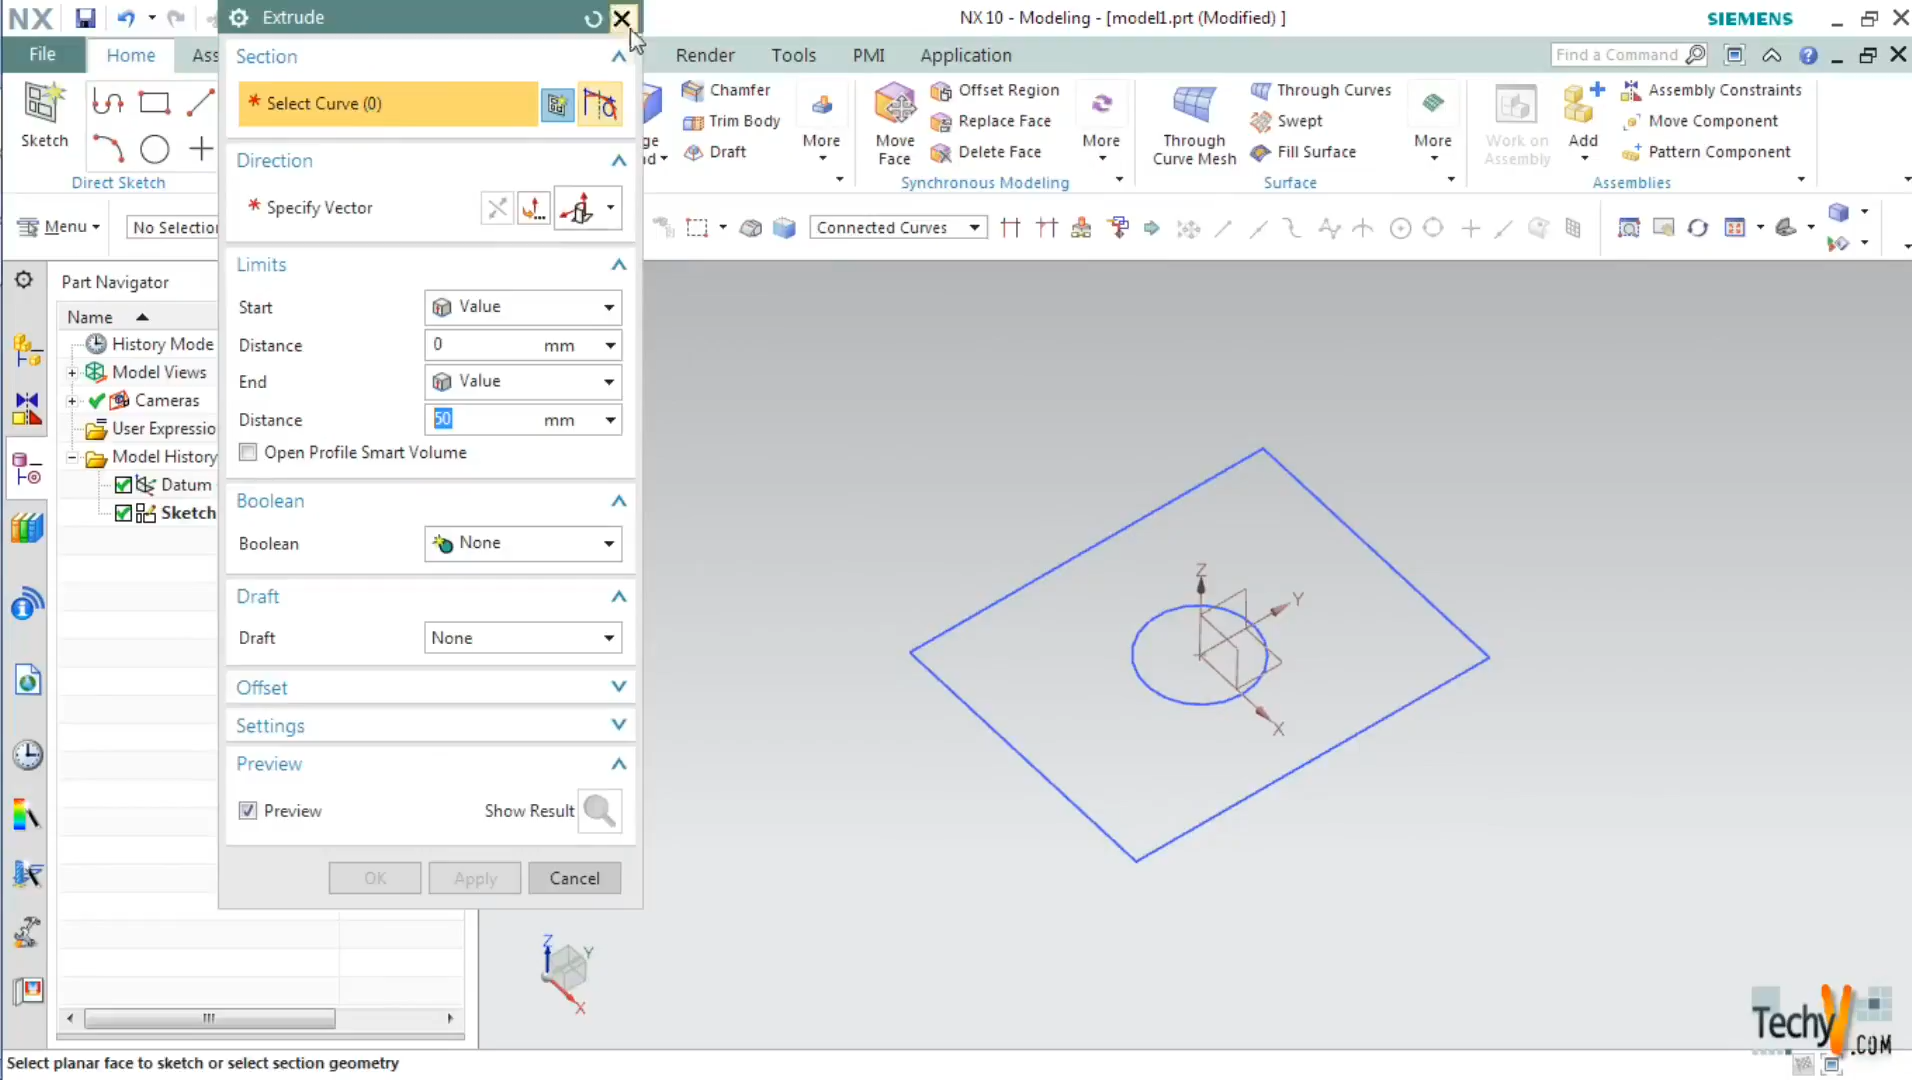 NX
Extrude
NX 10 - Modeling - [model1.prt (Modified) ]
SIEMENS
File
Home
Ass
Render
Tools
PMI
Application
Find a Command
Sketch
Direct Sketch
Chamfer
Trim Body
Draft
More
Move Face
Offset Region
Replace Face
Delete Face
More
Synchronous Modeling
Through Curve Mesh
Through Curves
Swept
Fill Surface
More
Surface
Work on Assembly
Add
Assembly Constraints
Move Component
Pattern Component
Assemblies
Menu
No Selectio
Connected Curves
Section
* Select Curve (0)
Direction
* Specify Vector
Limits
Start
Value
Distance
0 mm
End
Value
Distance
50 mm
Open Profile Smart Volume
Boolean
Boolean
None
Draft
Draft
None
Offset
Settings
Preview
Preview
Show Result
OK
Apply
Cancel
Part Navigator
Name
History Mode
Model Views
Cameras
User Expressio
Model History
Datum
Sketch
Z
Y
X
Z
Y
X
TechyV
.COM
Select planar face to sketch or select section geometry